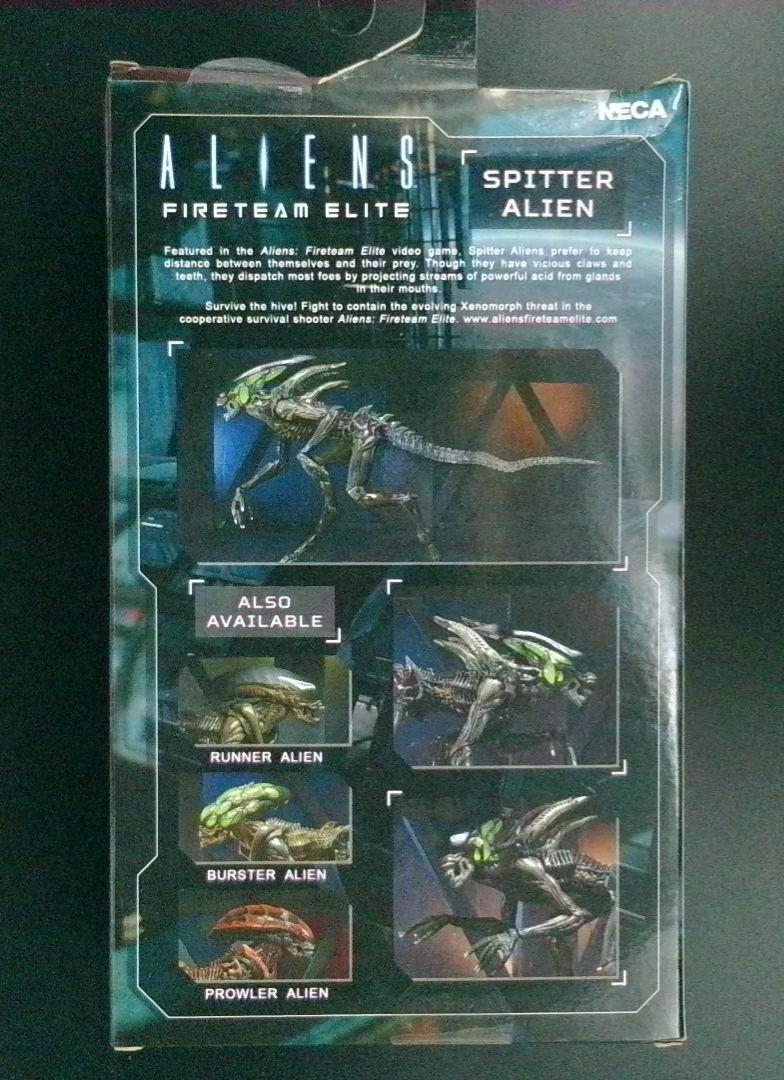 NECA
ALIENS
FIRETEAM ELITE
SPITTER
ALIEN
Featured in the Aliens: Fireteam Elite video game, Spitter Aliens prefer to keep
distance between themselves and their prey. Though they have vicious claws and
teeth, they dispatch most foes by projecting streams of powerful acid from glands
in their mouths.
Survive the hive! Fight to contain the evolving Xenomorph threat in the
cooperative survival shooter Aliens: Fireteam Elite. www.aliensfireteamelite.com
ALSO
AVAILABLE
RUNNER ALIEN
BURSTER ALIEN
PROWLER ALIEN